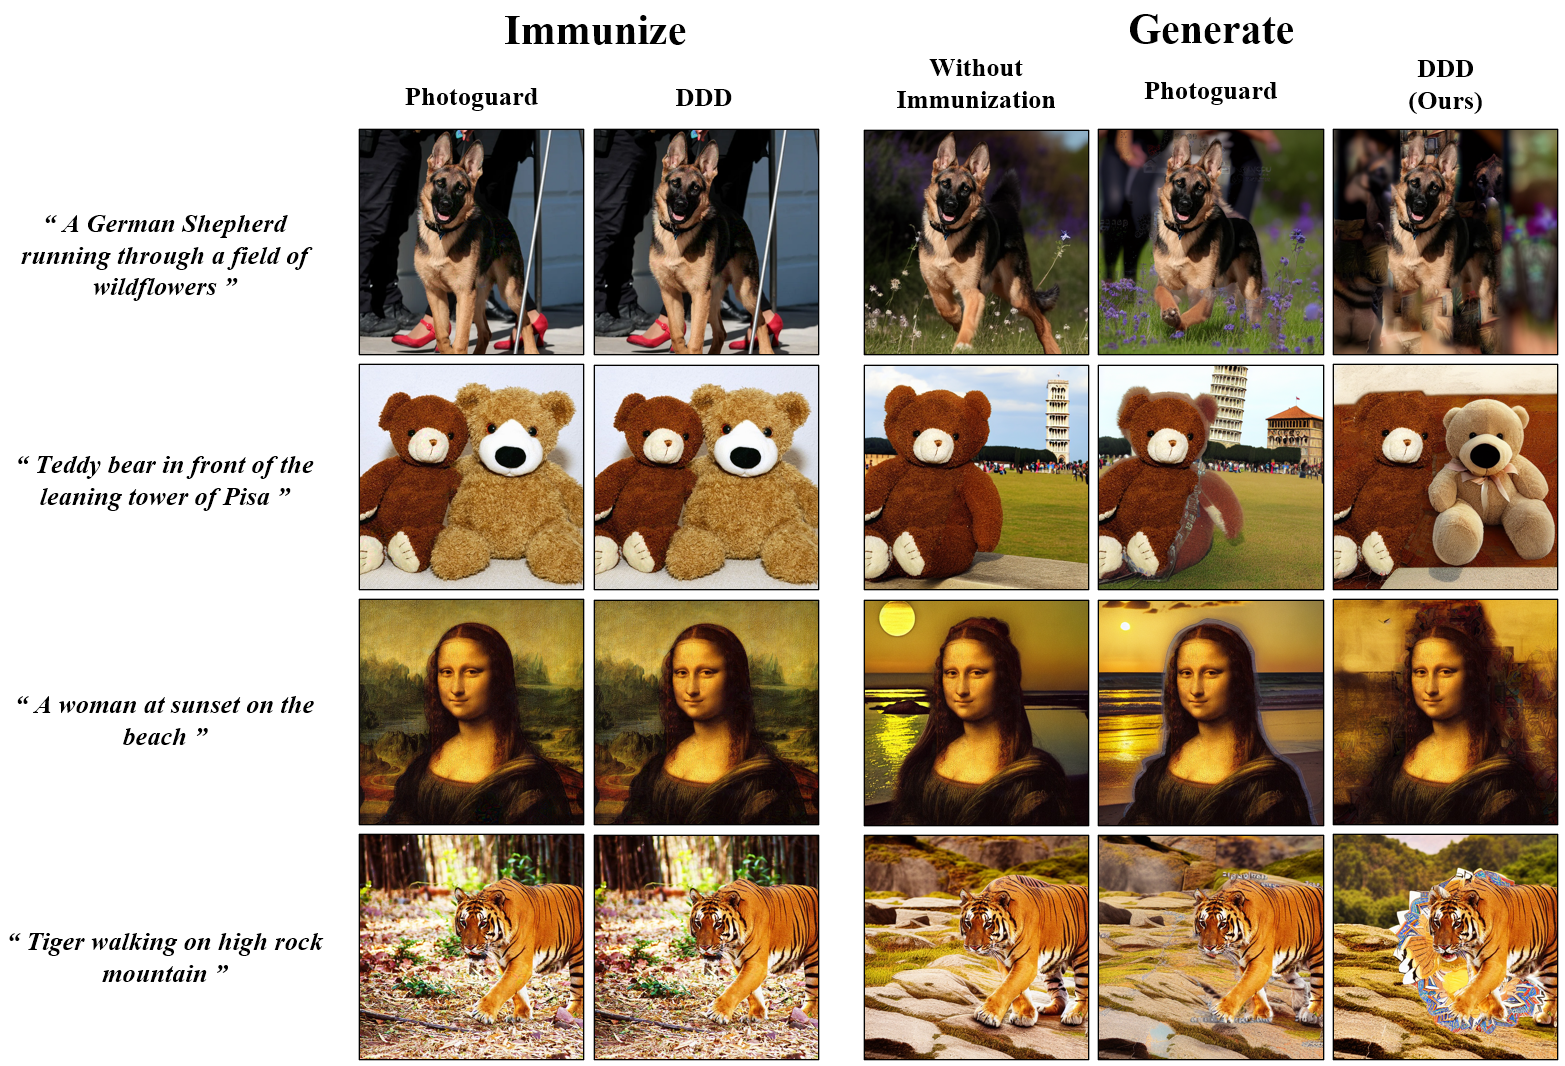 Immunize
Generate
Photoguard
DDD
Without
Immunization
Photoguard
DDD
(Ours)
“ A German Shepherd
running through a field of
wildflowers ”
“ Teddy bear in front of the
leaning tower of Pisa ”
“ A woman at sunset on the
beach ”
“ Tiger walking on high rock
mountain ”